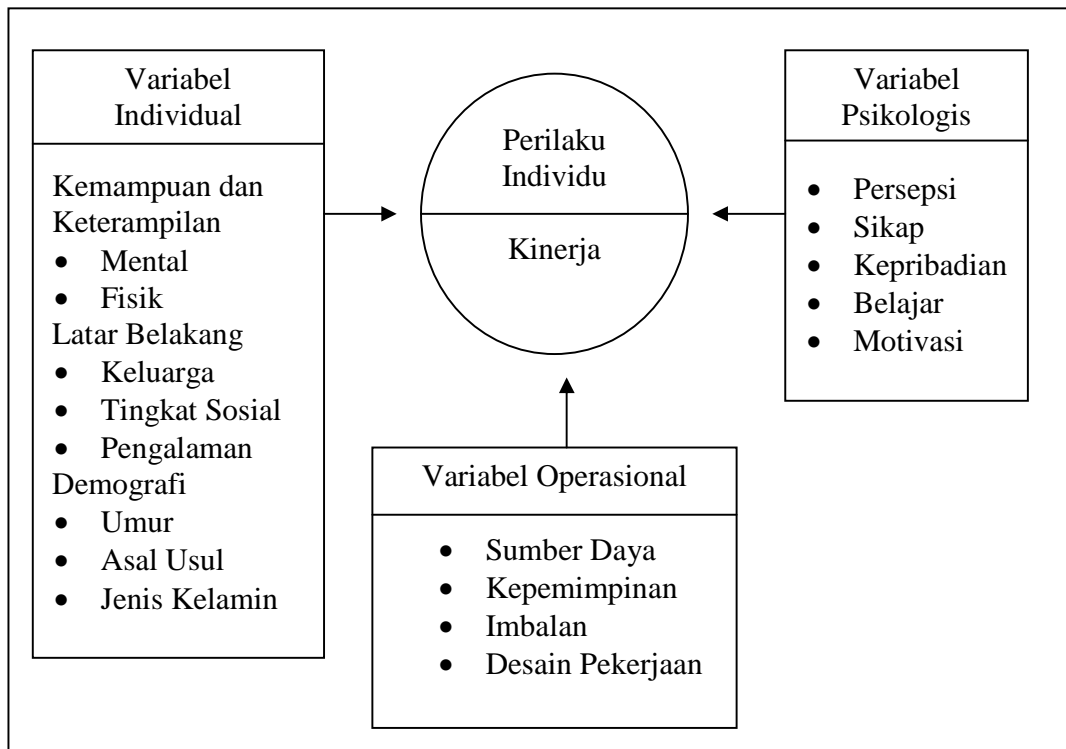 Variabel
Individual
Kemampuan dan
Keterampilan
• Mental
• Fisik
Latar Belakang
• Keluarga
• Tingkat Sosial
• Pengalaman
Demografi
• Umur
• Asal Usul
• Jenis Kelamin
Perilaku
Individu
Kinerja
Variabel
Psikologis
• Persepsi
• Sikap
• Kepribadian
• Belajar
• Motivasi
Variabel Operasional
• Sumber Daya
• Kepemimpinan
• Imbalan
• Desain Pekerjaan